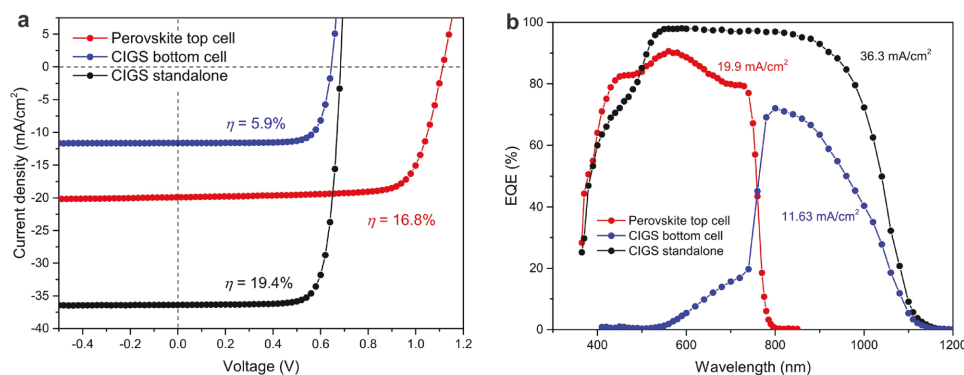 a
Current density (mA/cm²)
5
0
-5
-10
-15
-20
-25
-30
-35
-40
-0.4
-0.2
0.0
0.2
0.4
0.6
0.8
1.0
1.2
Voltage (V)
Perovskite top cell
CIGS bottom cell
CIGS standalone
η = 5.9%
η = 16.8%
η = 19.4%
b
EQE (%)
100
80
60
40
20
0
400
600
800
1000
1200
Wavelength (nm)
19.9 mA/cm²
36.3 mA/cm²
11.63 mA/cm²
Perovskite top cell
CIGS bottom cell
CIGS standalone